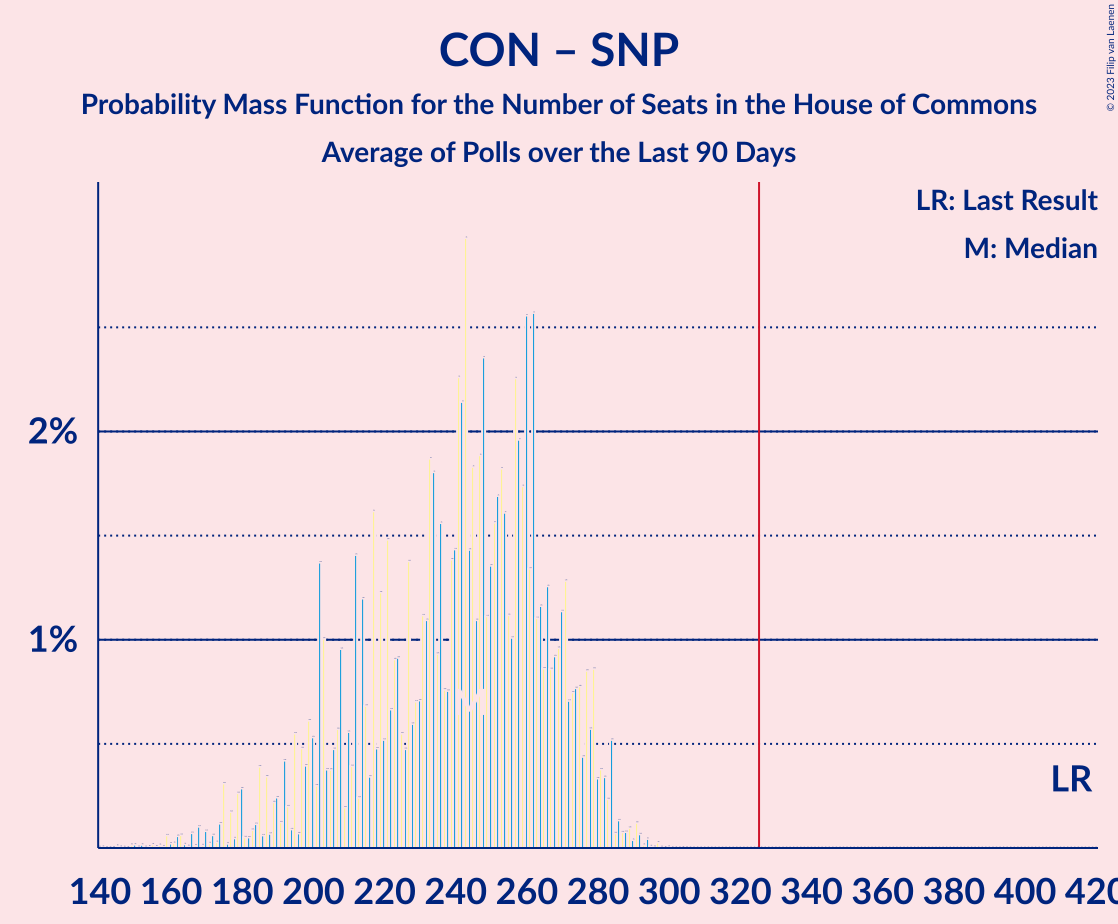 CON – SNP
Probability Mass Function for the Number of Seats in the House of Commons
Average of Polls over the Last 90 Days
© 2023 Filip van Laenen
LR: Last Result
M: Median
2%
1%
LR
140 160 180 200 220 240 260 280 300 320 340 360 380 400 420